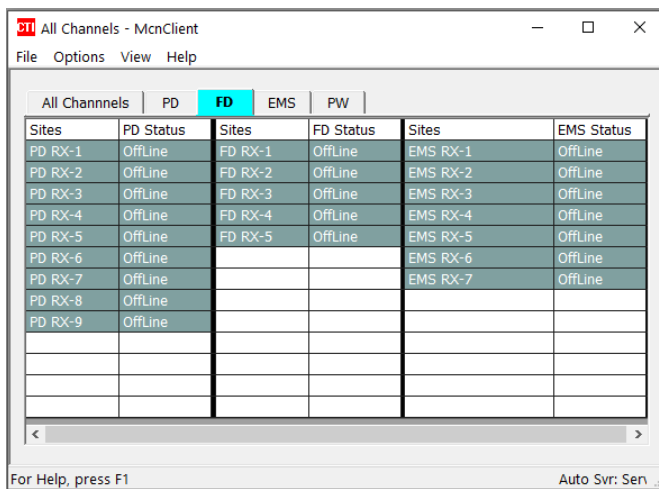 CTI All Channels - McnClient
File Options View Help
All Channnels PD FD EMS PW
Sites PD Status Sites FD Status Sites EMS Status
PD RX-1 OffLine FD RX-1 OffLine EMS RX-1 OffLine
PD RX-2 OffLine FD RX-2 OffLine EMS RX-2 OffLine
PD RX-3 OffLine FD RX-3 OffLine EMS RX-3 OffLine
PD RX-4 OffLine FD RX-4 OffLine EMS RX-4 OffLine
PD RX-5 OffLine FD RX-5 OffLine EMS RX-5 OffLine
PD RX-6 OffLine EMS RX-6 OffLine
PD RX-7 OffLine EMS RX-7 OffLine
PD RX-8 OffLine
PD RX-9 OffLine
For Help, press F1 Auto Svr: